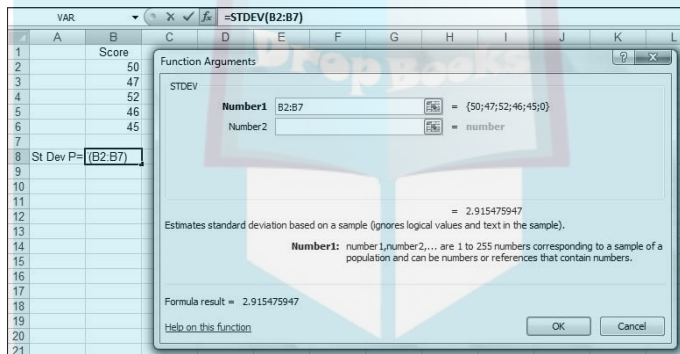 VAR =STDEV(B2:B7)
A B C D E F G H I J K L
1 Score
2 50
3 47
4 52
5 46
6 45
7
8 St Dev P= (B2:B7)
9
10
11
12
13
14
15
16
17
18
19
20
21
Function Arguments
STDEV
Number1 B2:B7 = {50;47;52;46;45;0}
Number2 = number
= 2.915475947
Estimates standard deviation based on a sample (ignores logical values and text in the sample).
Number1: number1,number2,... are 1 to 255 numbers corresponding to a sample of a
population and can be numbers or references that contain numbers.
Formula result = 2.915475947
Help on this function OK Cancel
DropBooks